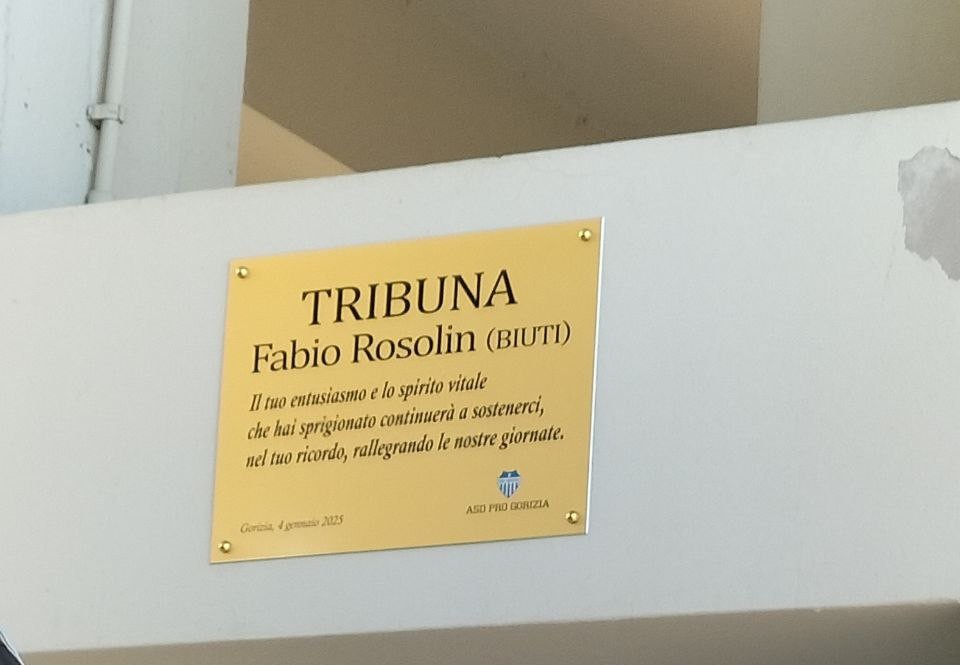 TRIBUNA
Fabio Rosolin (BIUTI)
Il tuo entusiasmo e lo spirito vitale
che hai sprigionato continuerà a sostenerci,
nel tuo ricordo, rallegrando le nostre giornate.
ASD PRO GORIZIA
Gorizia, 4 gennaio 2025